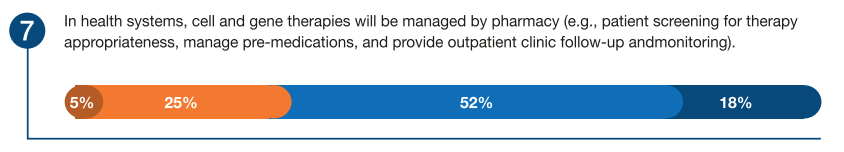 7
In health systems, cell and gene therapies will be managed by pharmacy (e.g., patient screening for therapy
appropriateness, manage pre-medications, and provide outpatient clinic follow-up andmonitoring).
5% 25% 52% 18%